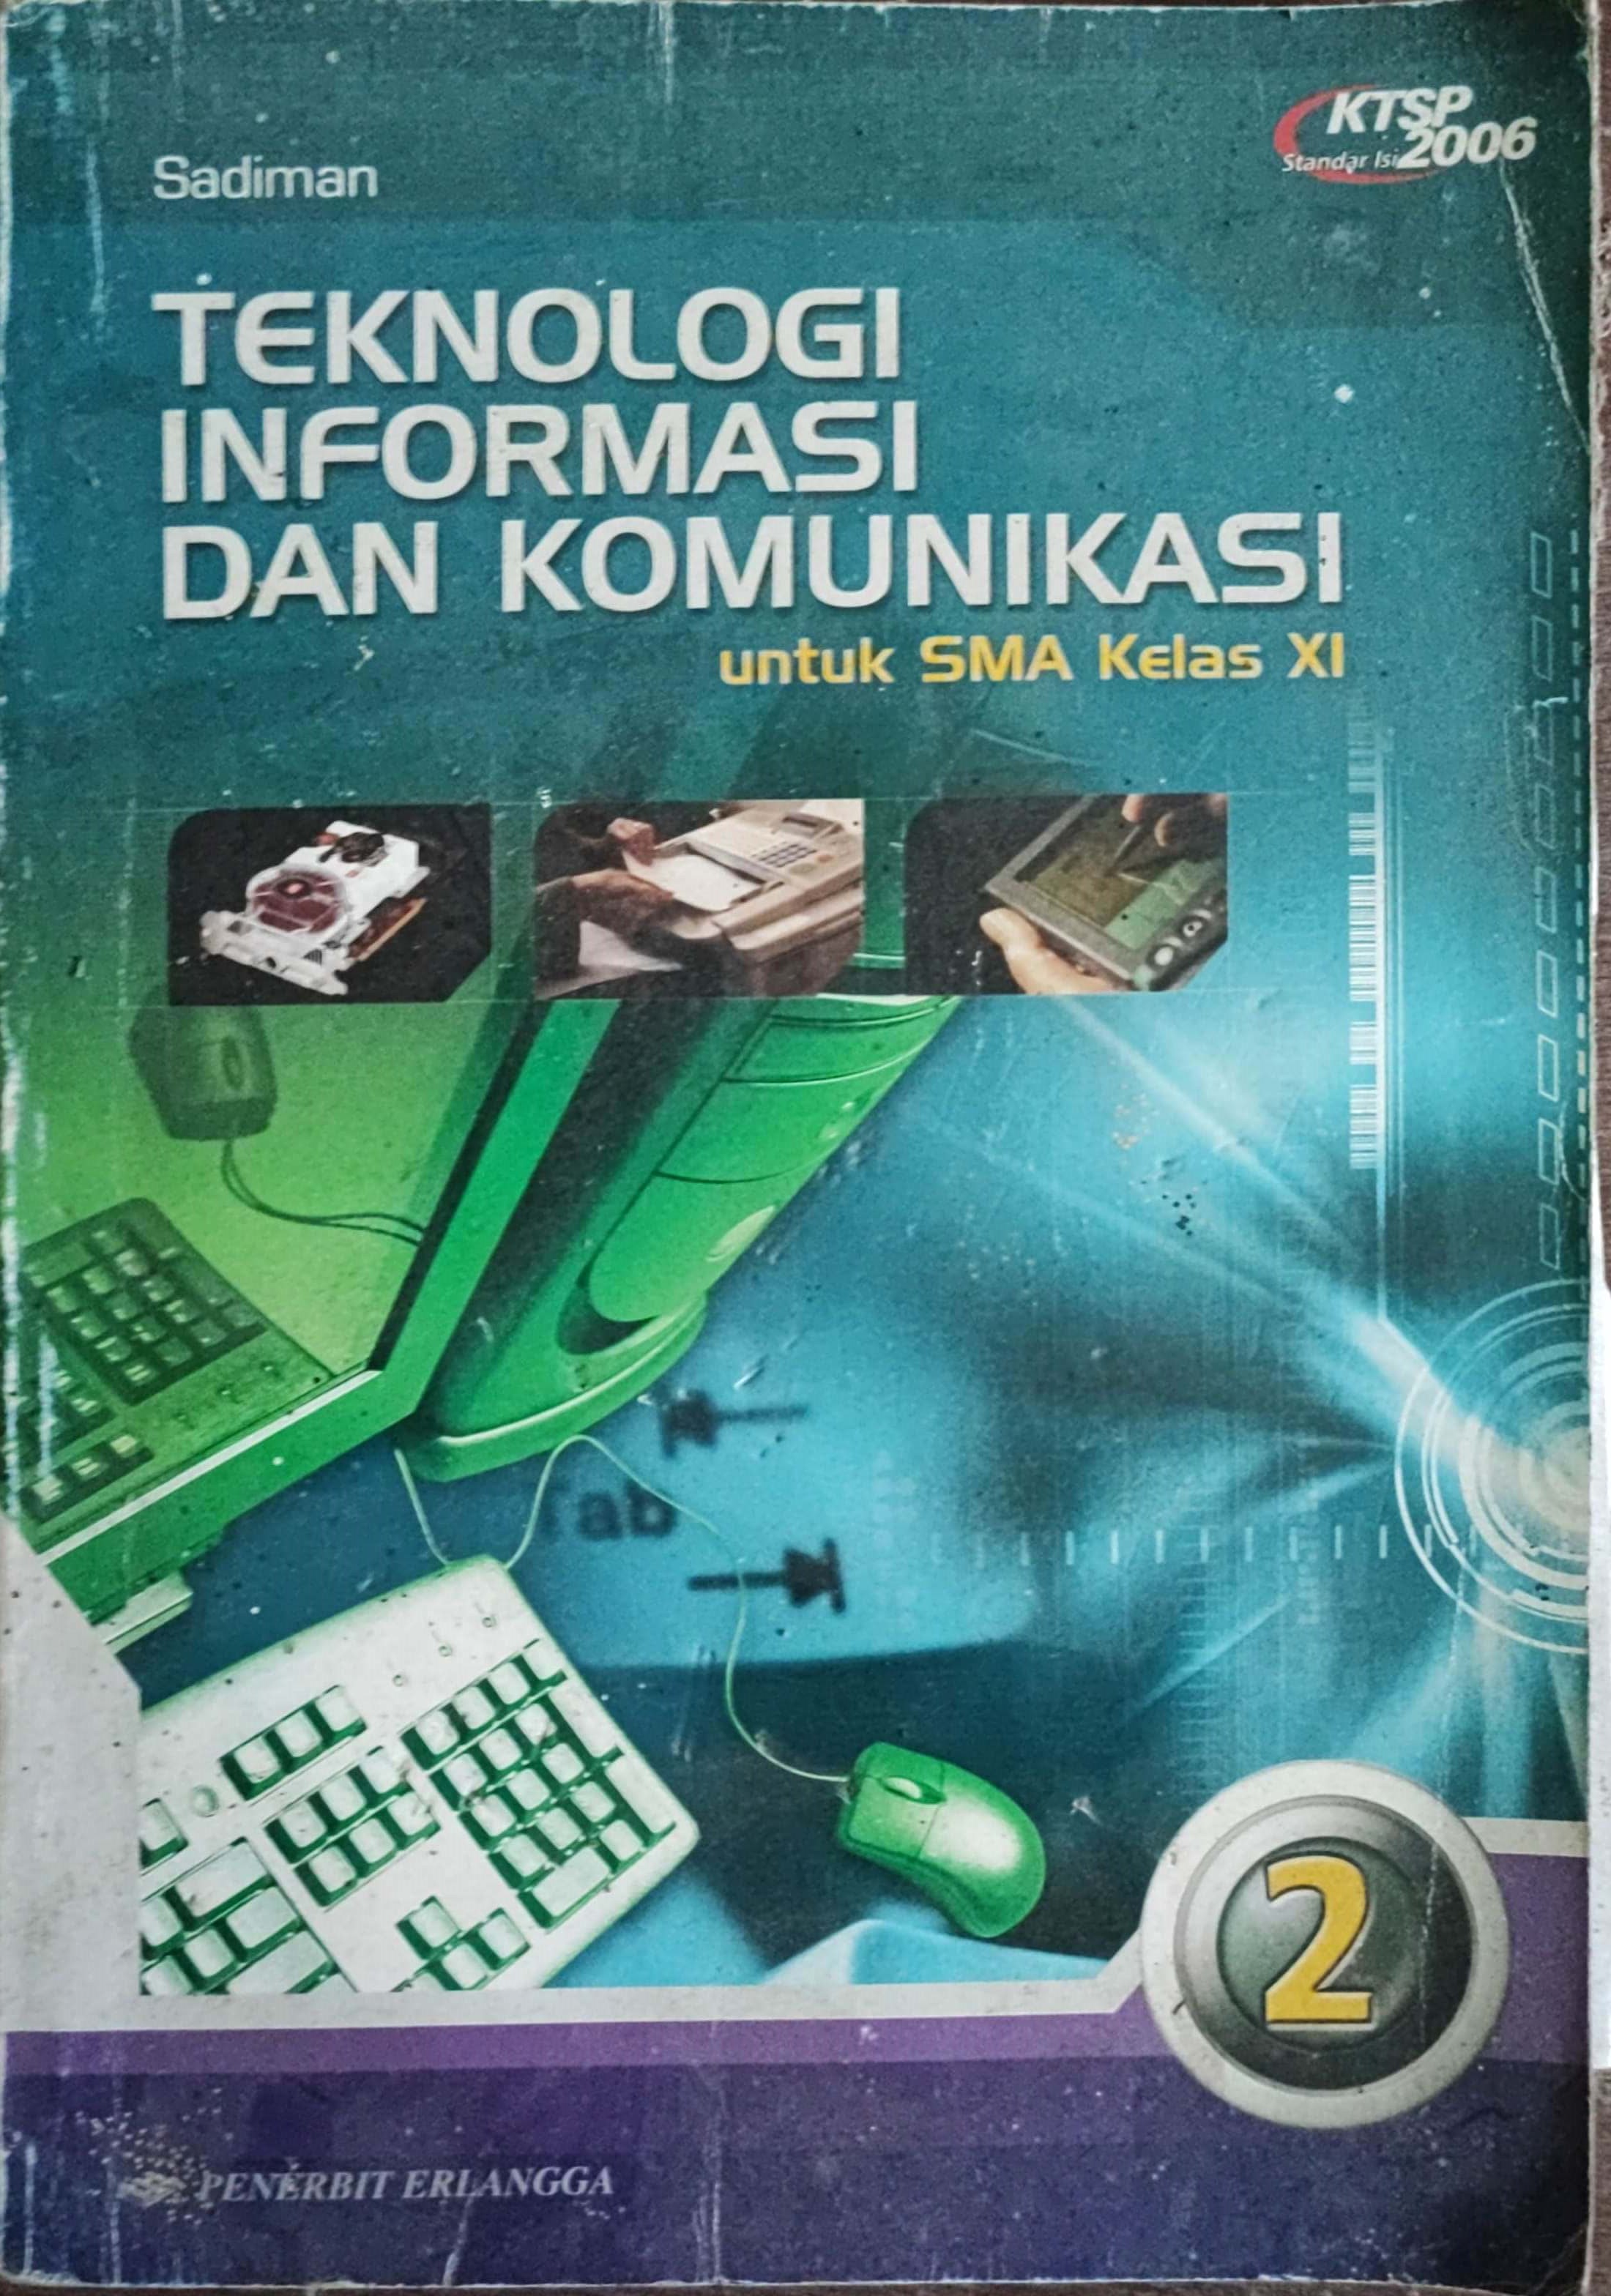 KTSP
Standar Isi 2006
Sadiman
TEKNOLOGI
INFORMASI
DAN KOMUNIKASI
untuk SMA Kelas XI
Tab
2
PENERBIT ERLANGGA